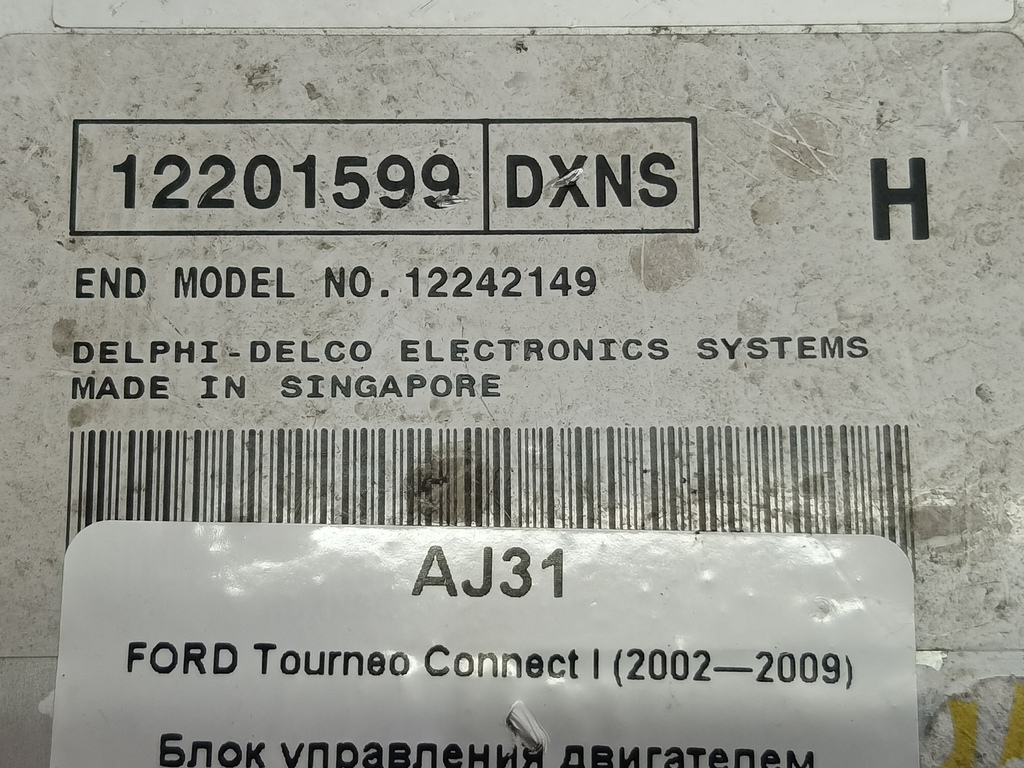 12201599 DXNS H
END MODEL NO. 12242149
DELPHI-DELCO ELECTRONICS SYSTEMS
MADE IN SINGAPORE
AJ31
FORD Tourneo Connect I (2002—2009)
Блок управления двигателем